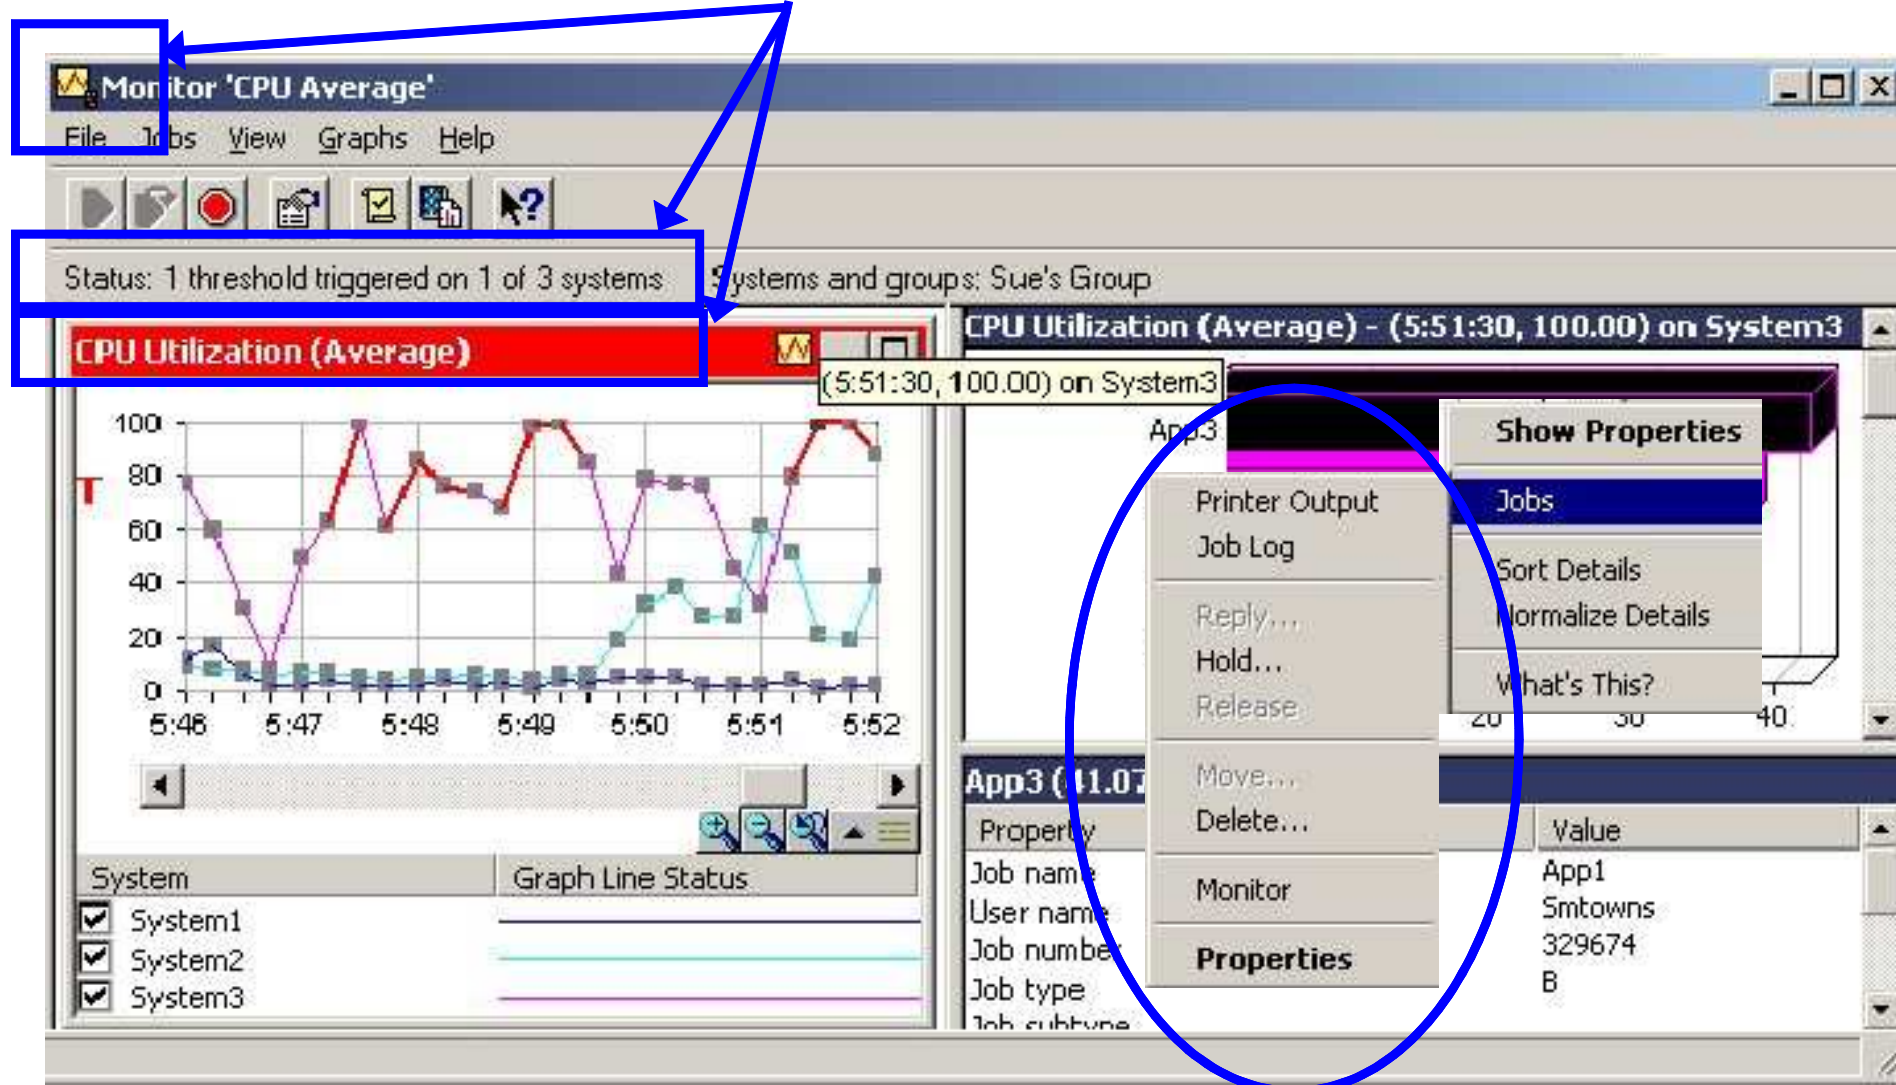 Monitor 'CPU Average'
File Jobs View Graphs Help
Status: 1 threshold triggered on 1 of 3 systems
Systems and groups: Sue's Group
CPU Utilization (Average)
(5:51:30, 100.00) on System3
T
100
80
60
40
20
0
5:46 5:47 5:48 5:49 5:50 5:51 5:52
System Graph Line Status
System1
System2
System3
CPU Utilization (Average) - (5:51:30, 100.00) on System3
App3
Printer Output
Job Log
Reply...
Hold...
Release
Move...
Delete...
Monitor
Properties
Show Properties
Jobs
Sort Details
Normalize Details
What's This?
20 30 40
App3 (41.07
Property Value
Job name App1
User name Smtowns
Job number 329674
Job type B
Job subtype